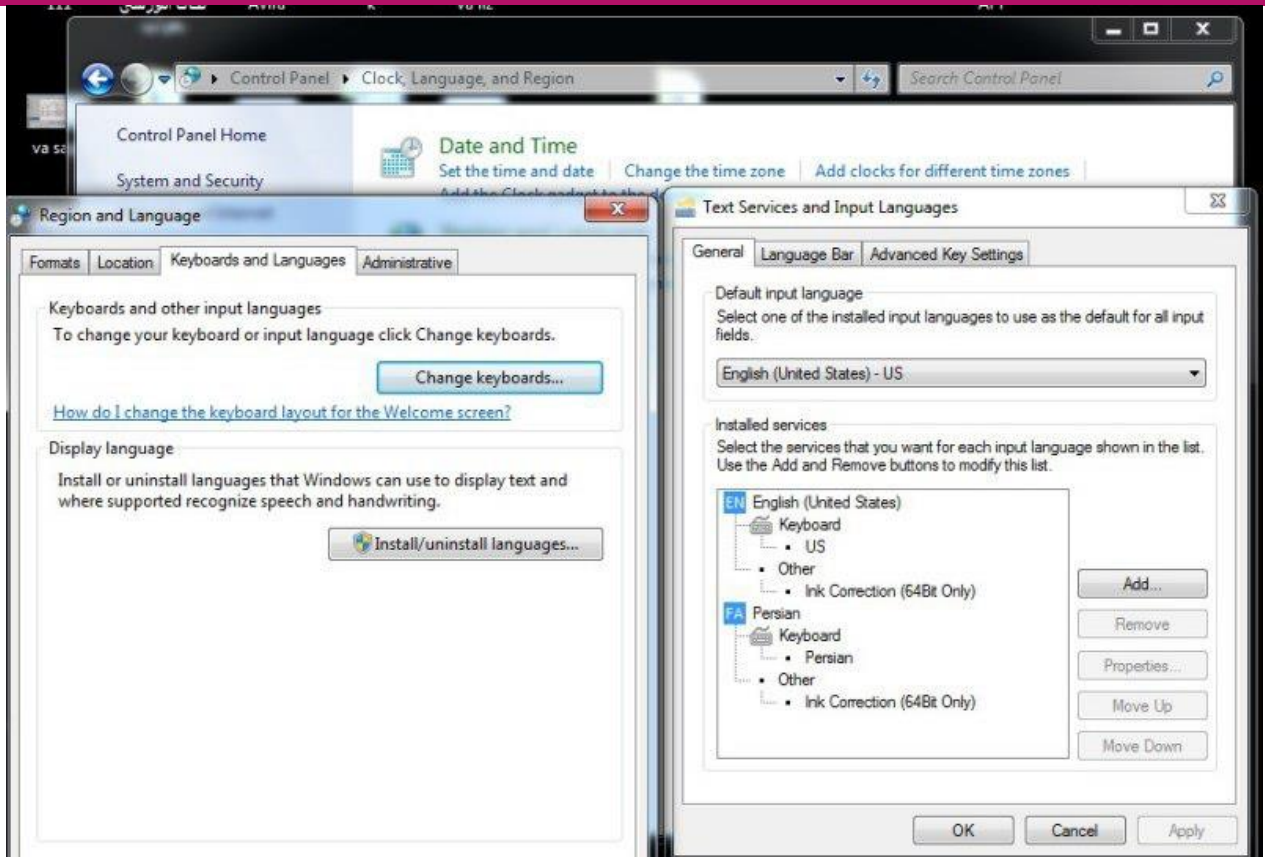 Control Panel ▸ Clock, Language, and Region
Search Control Panel
Control Panel Home
System and Security
Date and Time
Set the time and date | Change the time zone | Add clocks for different time zones
Add the Clock gadget to the
va sa
Region and Language
Formats Location Keyboards and Languages Administrative
Keyboards and other input languages
To change your keyboard or input language click Change keyboards.
Change keyboards...
How do I change the keyboard layout for the Welcome screen?
Display language
Install or uninstall languages that Windows can use to display text and
where supported recognize speech and handwriting.
Install/uninstall languages...
Text Services and Input Languages
General Language Bar Advanced Key Settings
Default input language
Select one of the installed input languages to use as the default for all input
fields.
English (United States) - US
Installed services
Select the services that you want for each input language shown in the list.
Use the Add and Remove buttons to modify this list.
EN English (United States)
Keyboard
US
Other
Ink Correction (64Bit Only)
FA Persian
Keyboard
Persian
Other
Ink Correction (64Bit Only)
Add...
Remove
Properties...
Move Up
Move Down
OK Cancel Apply